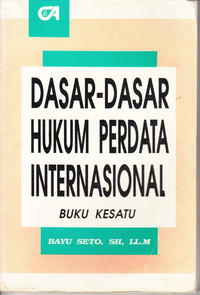 DASAR-DASAR
HUKUM PERDATA
INTERNASIONAL
BUKU KESATU
BAYU SETO, SH, LL.M